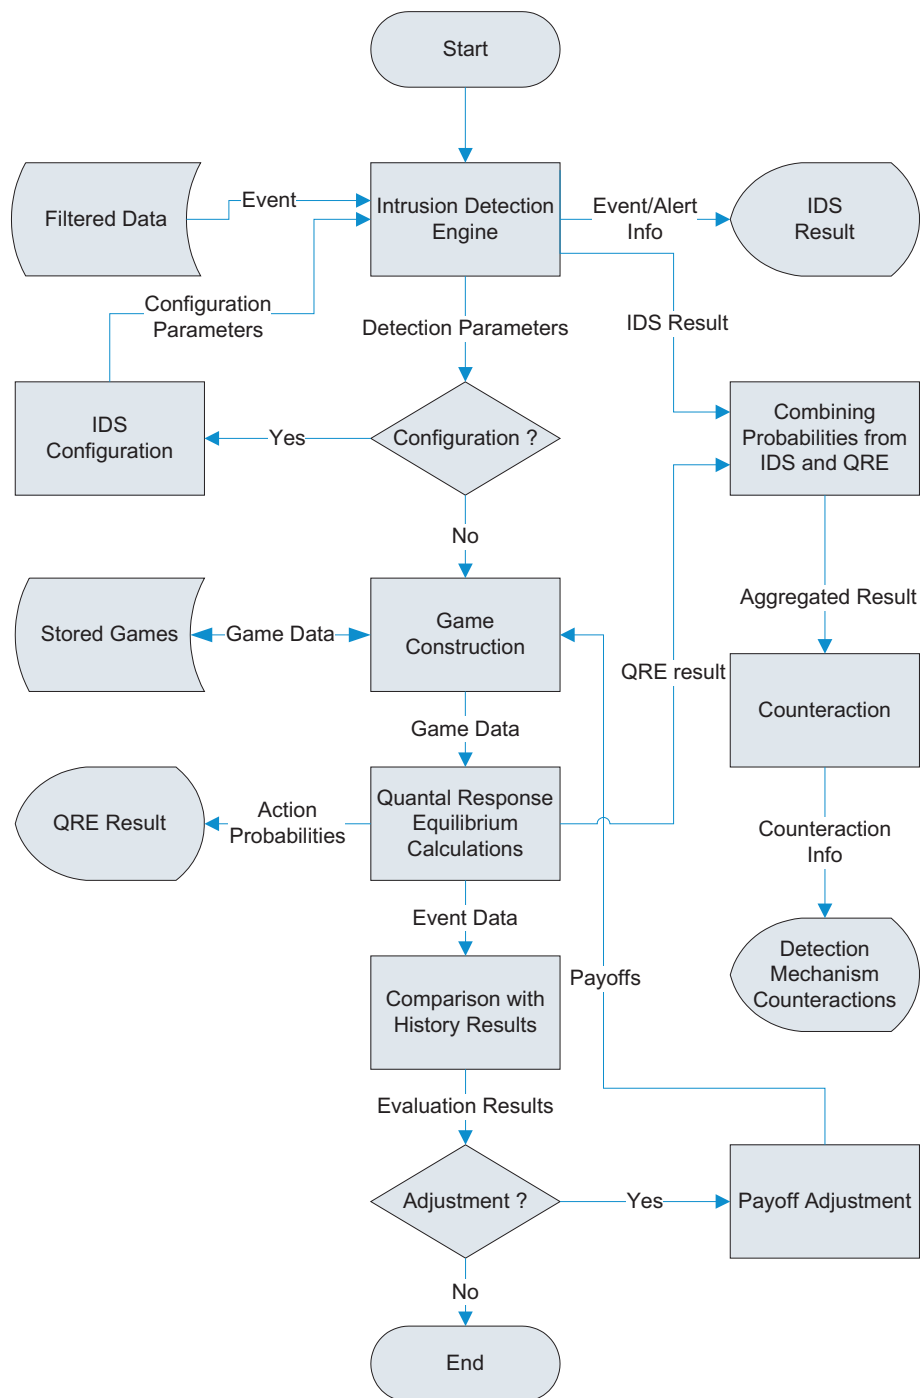 Start
Filtered Data
Event
Intrusion Detection
Engine
Event/Alert
Info
IDS
Result
Configuration
Parameters
Detection Parameters
IDS Result
IDS
Configuration
Yes
Configuration ?
Combining
Probabilities from
IDS and QRE
No
Stored Games
Game Data
Game
Construction
Aggregated Result
QRE result
Counteraction
Game Data
QRE Result
Action
Probabilities
Quantal Response
Equilibrium
Calculations
Counteraction
Info
Event Data
Comparison with
History Results
Payoffs
Detection
Mechanism
Counteractions
Evaluation Results
Adjustment ?
Yes
Payoff Adjustment
No
End